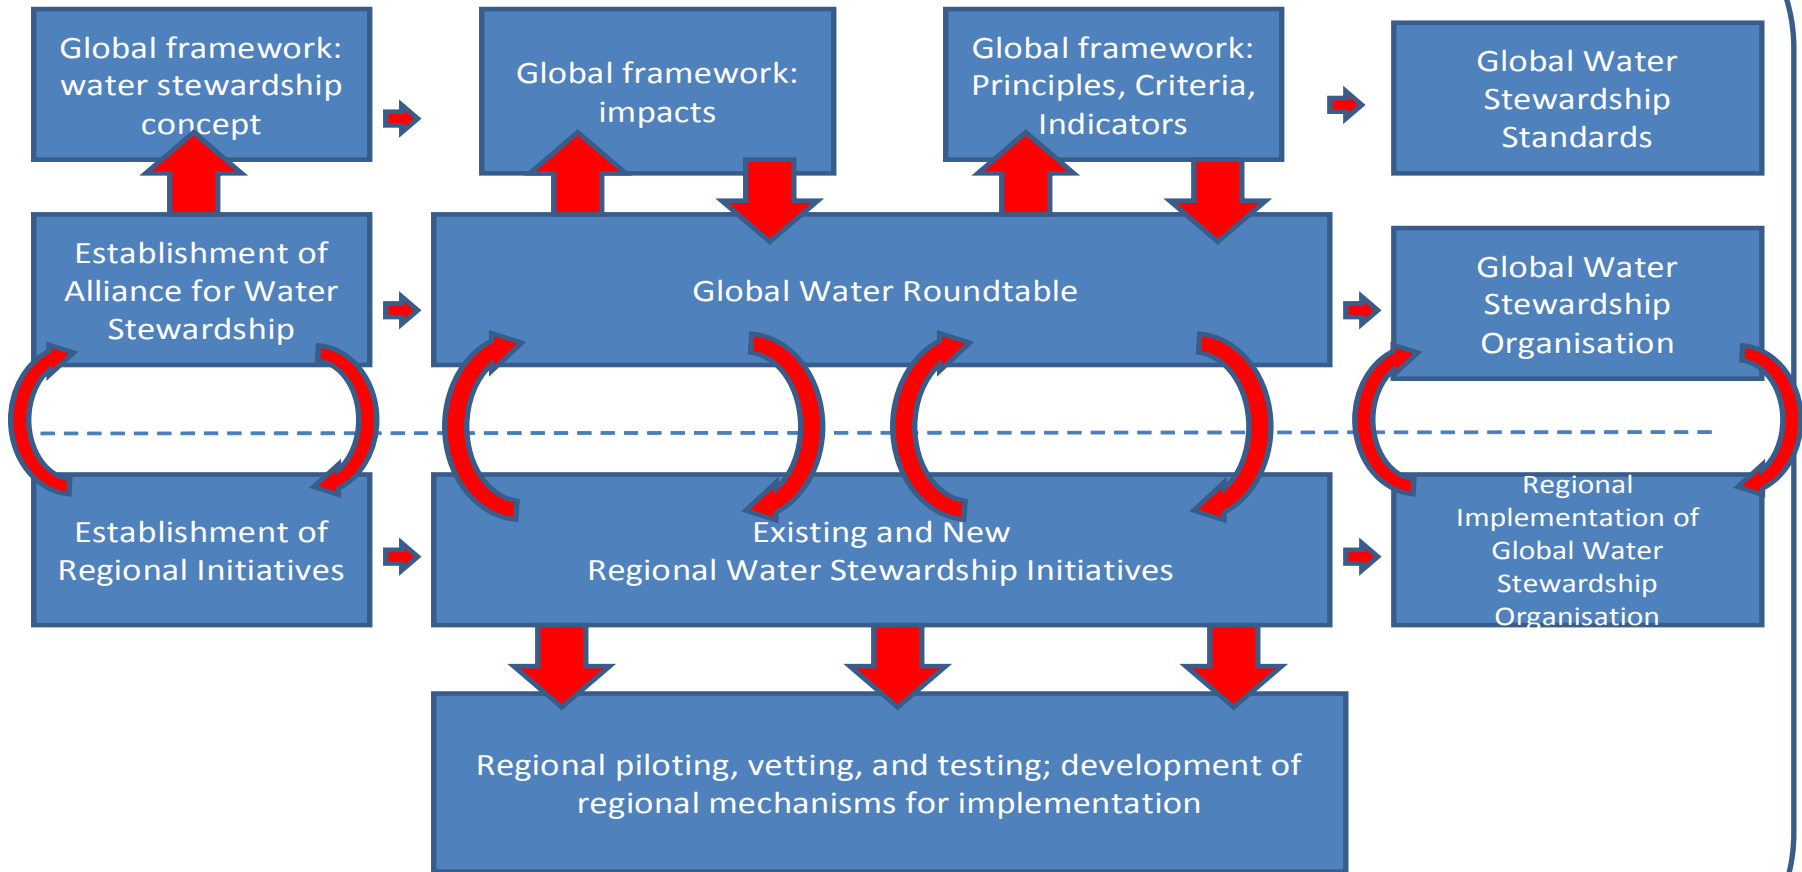 Global framework:
water stewardship
concept
Global framework:
impacts
Global framework:
Principles, Criteria,
Indicators
Global Water
Stewardship
Standards
Establishment of
Alliance for Water
Stewardship
Global Water Roundtable
Global Water
Stewardship
Organisation
Establishment of
Regional Initiatives
Existing and New
Regional Water Stewardship Initiatives
Regional
Implementation of
Global Water
Stewardship
Organisation
Regional piloting, vetting, and testing; development of
regional mechanisms for implementation